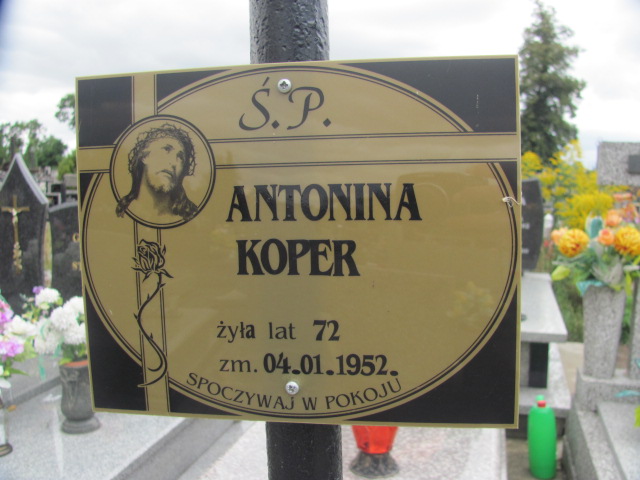 Ś.P.
ANTONINA
KOPER
żyła lat 72
zm. 04.01.1952.
SPOCZYWAJ W POKOJU